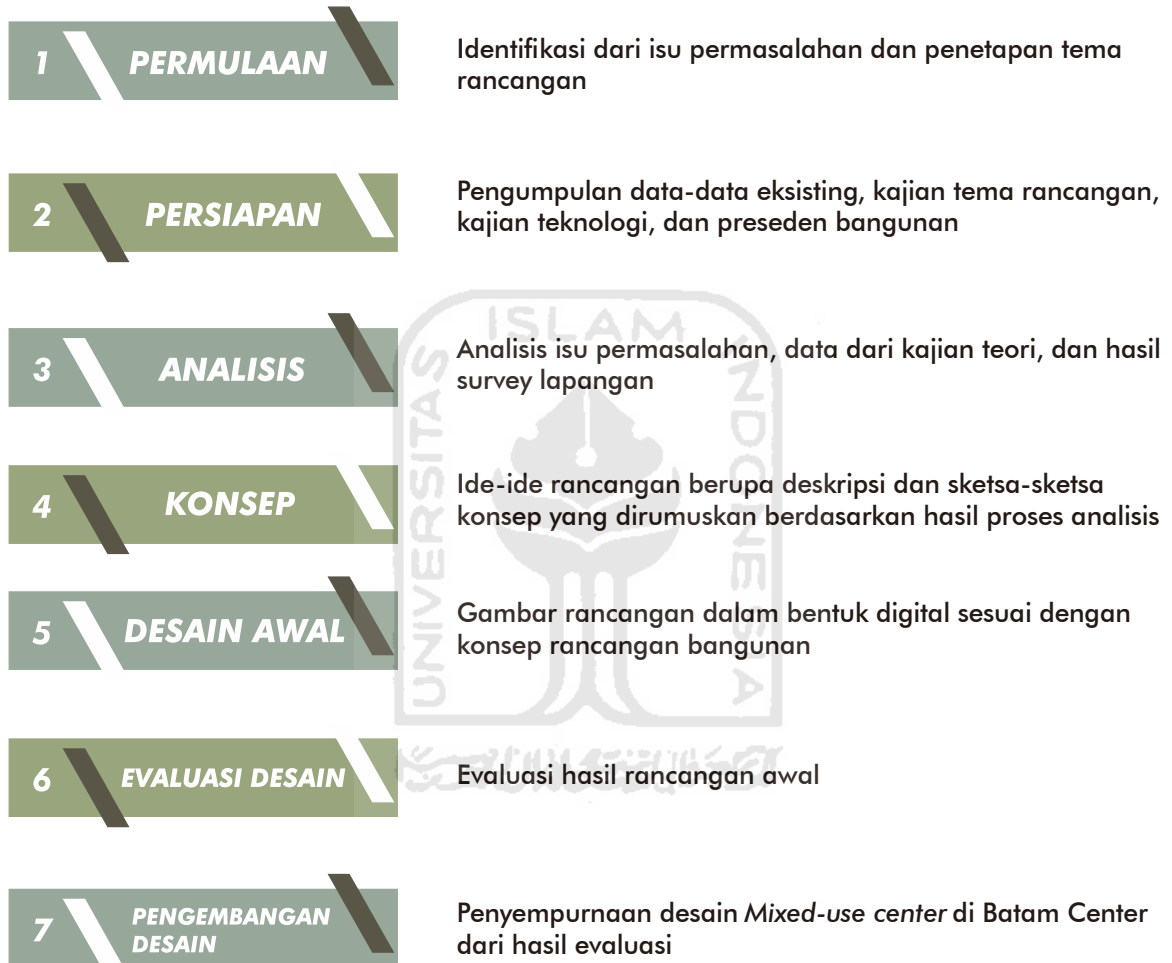 1 PERMULAAN
Identifikasi dari isu permasalahan dan penetapan tema
rancangan
2 PERSIAPAN
Pengumpulan data-data eksisting, kajian tema rancangan,
kajian teknologi, dan preseden bangunan
3 ANALISIS
Analisis isu permasalahan, data dari kajian teori, dan hasil
survey lapangan
4 KONSEP
Ide-ide rancangan berupa deskripsi dan sketsa-sketsa
konsep yang dirumuskan berdasarkan hasil proses analisis
5 DESAIN AWAL
Gambar rancangan dalam bentuk digital sesuai dengan
konsep rancangan bangunan
6 EVALUASI DESAIN
Evaluasi hasil rancangan awal
7 PENGEMBANGAN
DESAIN
Penyempurnaan desain Mixed-use center di Batam Center
dari hasil evaluasi
UNIVERSITAS
ISLAM
INDONESIA